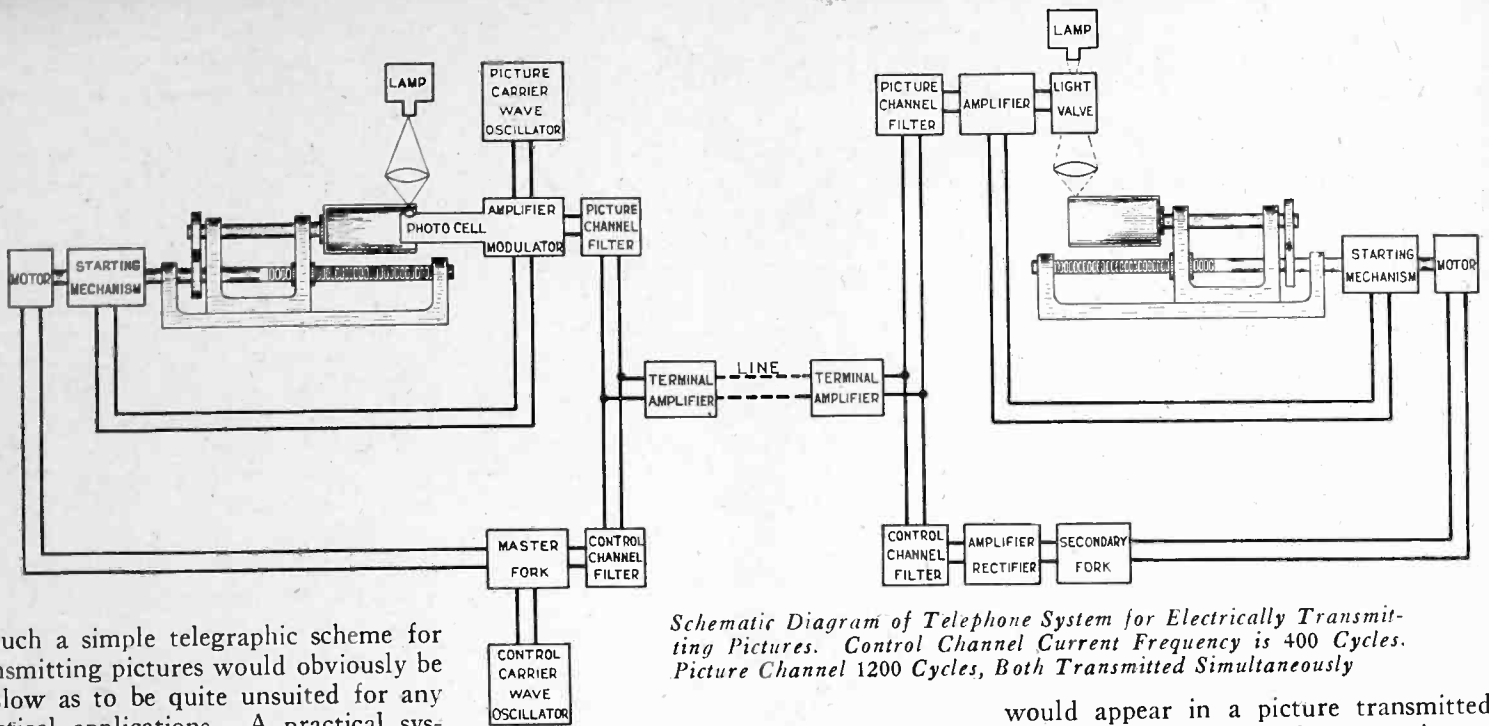 LAMP
PICTURE
CARRIER
WAVE
OSCILLATOR
PHOTO CELL
AMPLIFIER
MODULATOR
PICTURE
CHANNEL
FILTER
MOTOR
STARTING
MECHANISM
TERMINAL
AMPLIFIER
LINE
TERMINAL
AMPLIFIER
MASTER
FORK
CONTROL
CHANNEL
FILTER
CONTROL
CARRIER
WAVE
OSCILLATOR
LAMP
PICTURE
CHANNEL
FILTER
AMPLIFIER
LIGHT
VALVE
STARTING
MECHANISM
MOTOR
CONTROL
CHANNEL
FILTER
AMPLIFIER
RECTIFIER
SECONDARY
FORK
Schematic Diagram of Telephone System for Electrically Transmit-
ting Pictures. Control Channel Current Frequency is 400 Cycles.
Picture Channel 1200 Cycles, Both Transmitted Simultaneously
uch a simple telegraphic scheme for
nsmitting pictures would obviously be
low as to be quite unsuited for any
applications. A practical sys-
would appear in a picture transmitted